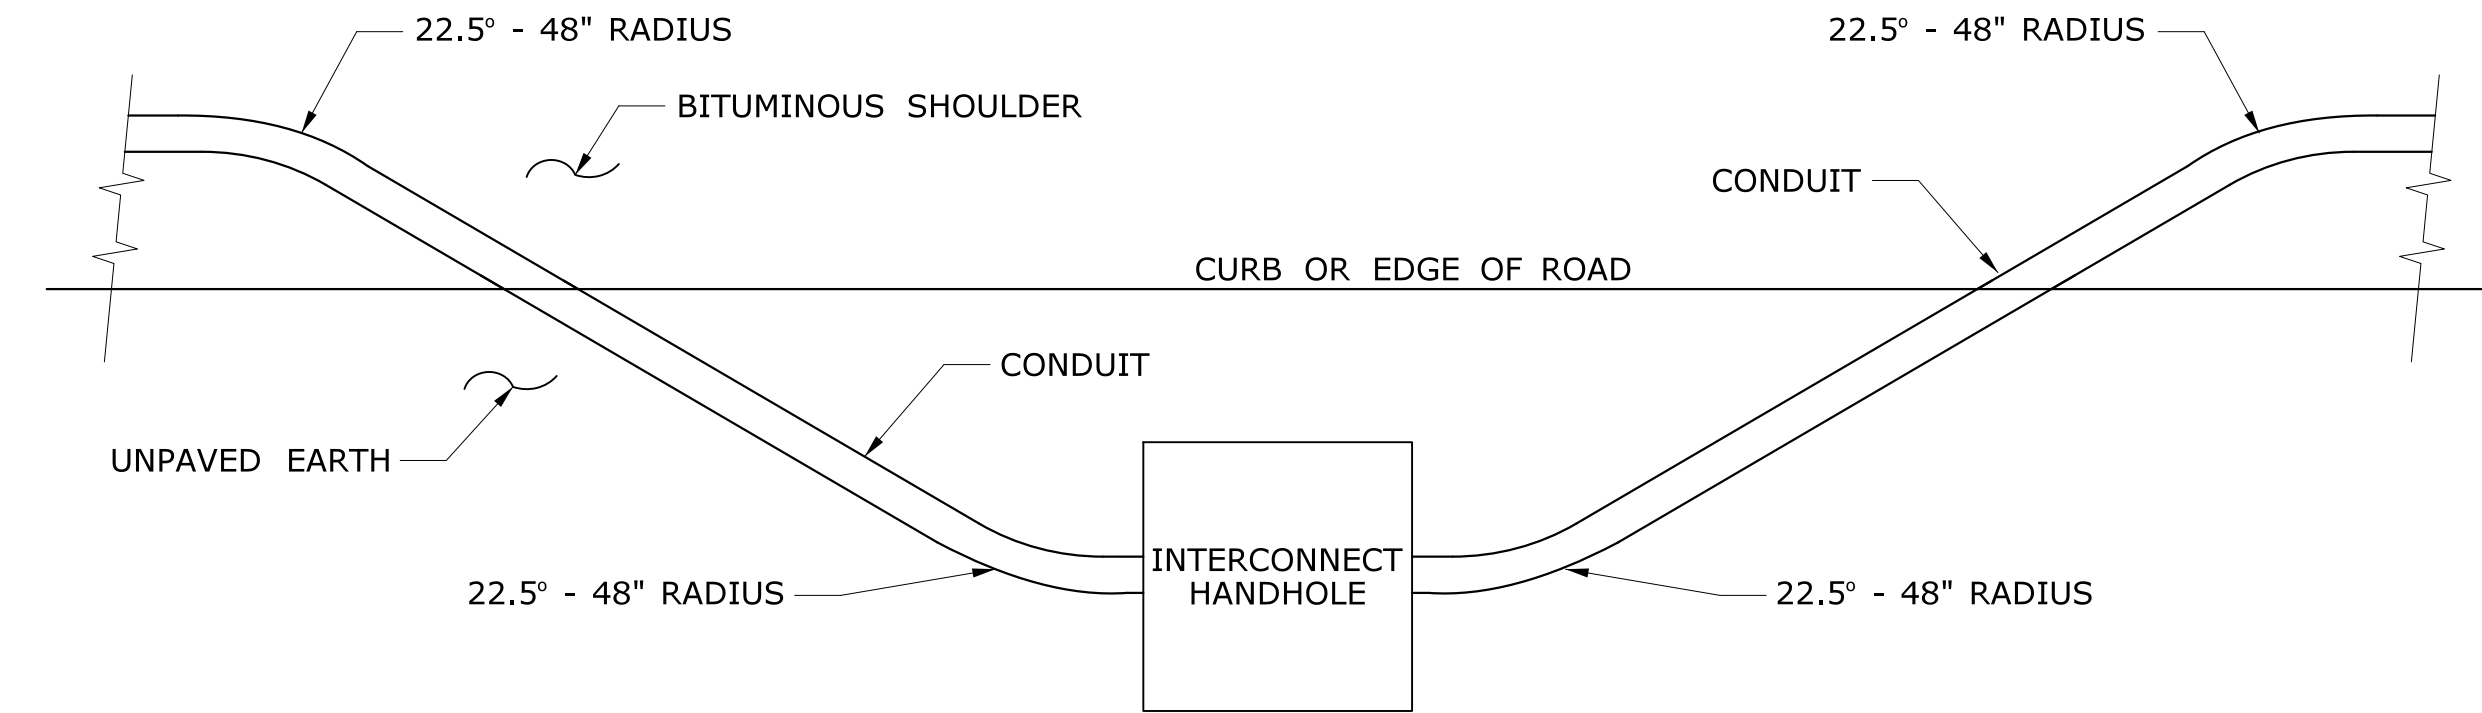 22.5° - 48" RADIUS
22.5° - 48" RADIUS
BITUMINOUS SHOULDER
CONDUIT
CURB OR EDGE OF ROAD
CONDUIT
UNPAVED EARTH
INTERCONNECT
HANDHOLE
22.5° - 48" RADIUS
22.5° - 48" RADIUS